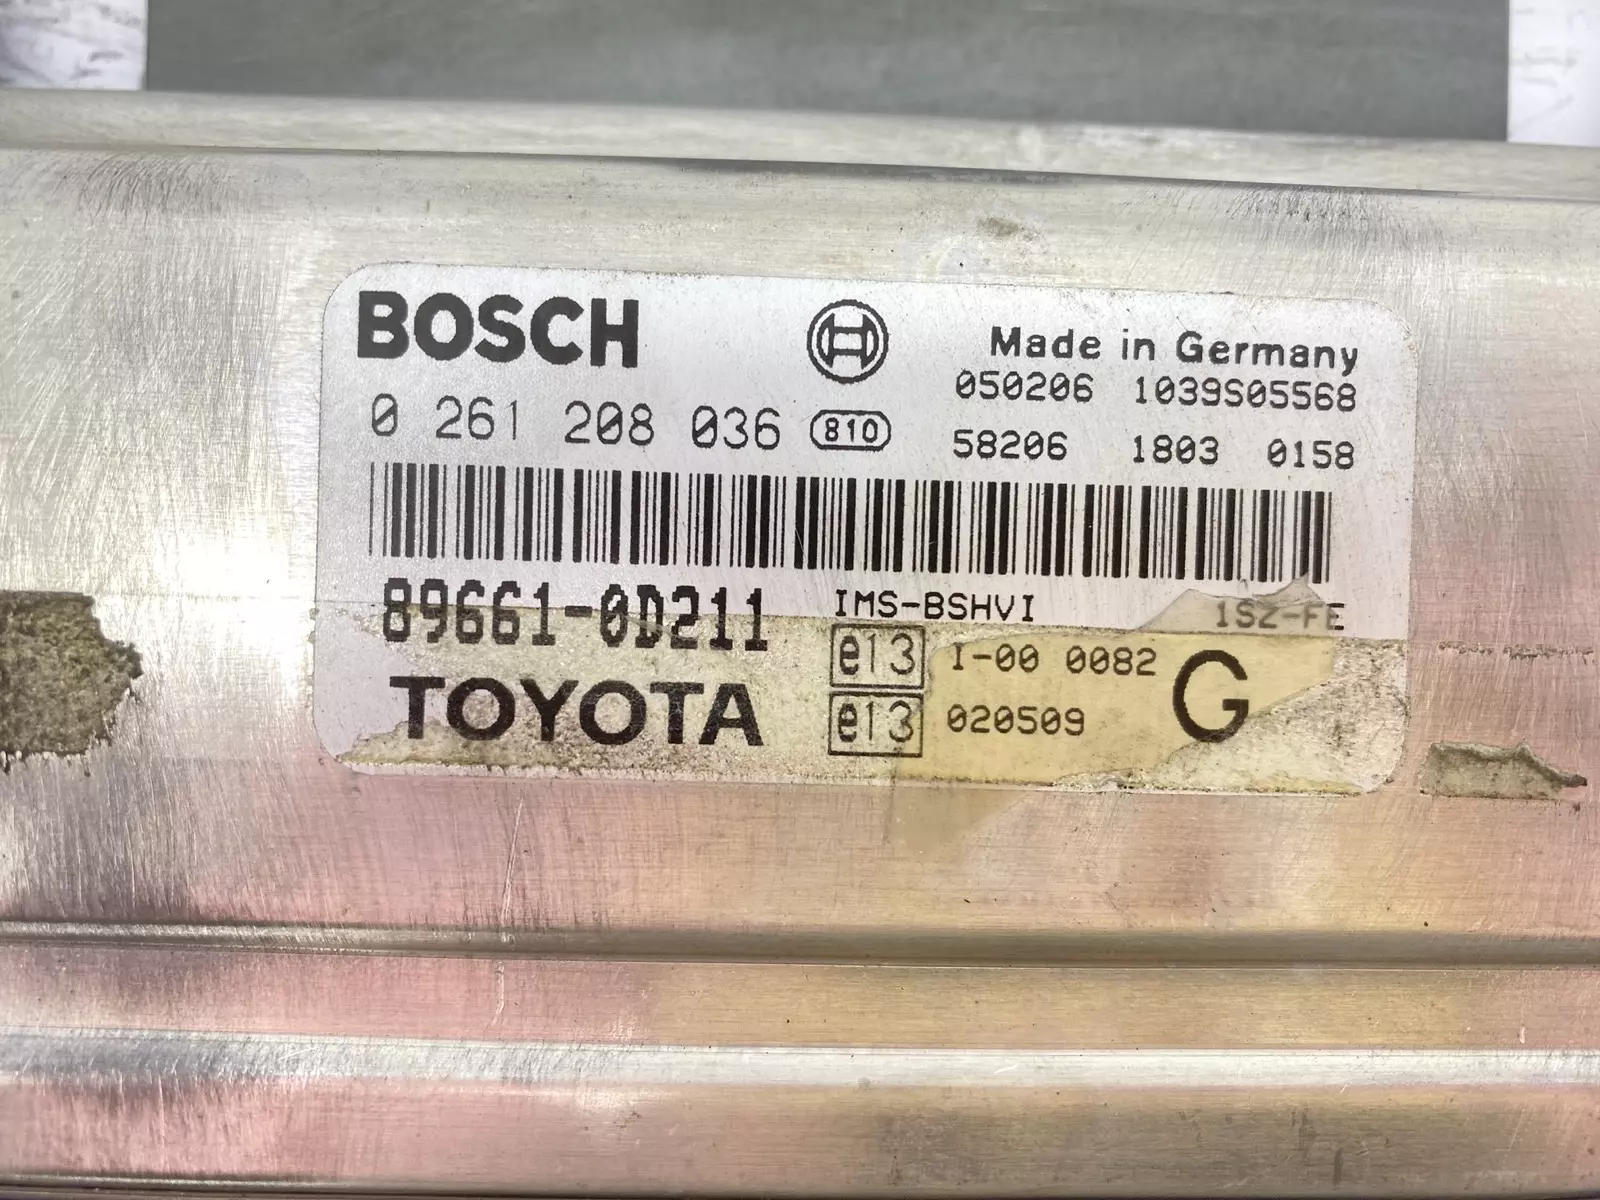 BOSCH
Made in Germany
050206 1039S05568
0 261 208 036 810
58206 1803 0158
89661-0D211
IMS-BSHVI 1SZ-FE
e13 I-00 0082
TOYOTA
e13 020509
G